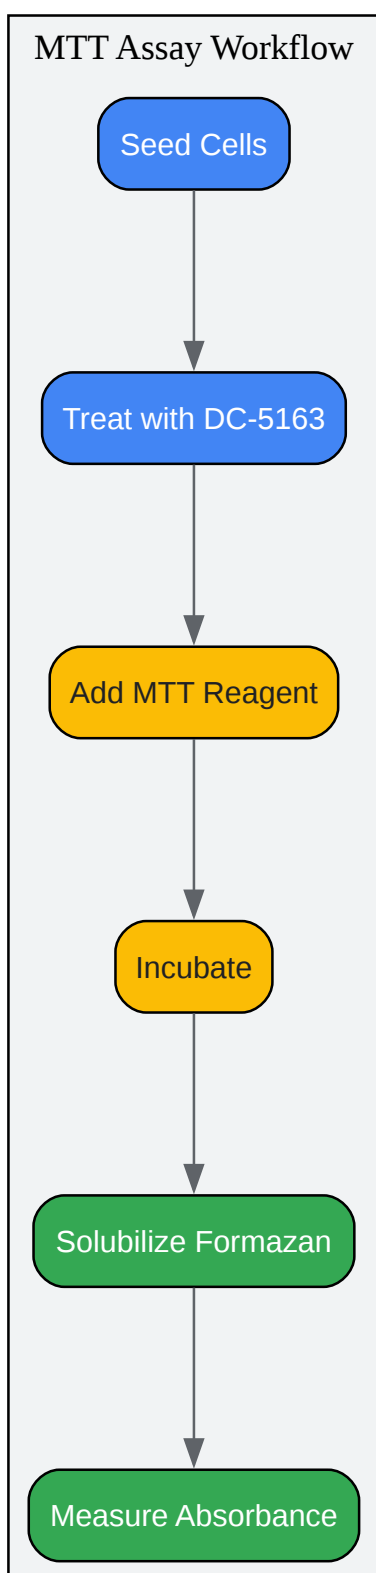 MTT Assay Workflow
Seed Cells
Treat with DC-5163
Add MTT Reagent
Incubate
Solubilize Formazan
Measure Absorbance